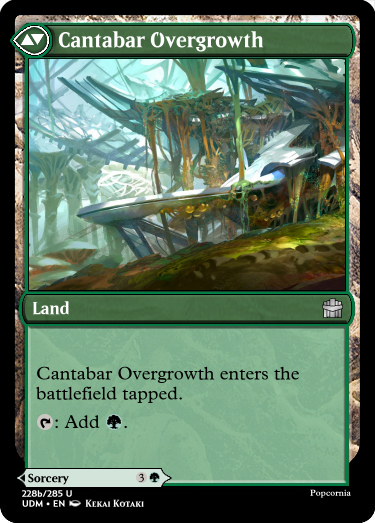 Cantabar Overgrowth
Land
Cantabar Overgrowth enters the
battlefield tapped.
: Add .
Sorcery 3
228b/285 U Popcornia
UDM • EN Kekai Kotaki